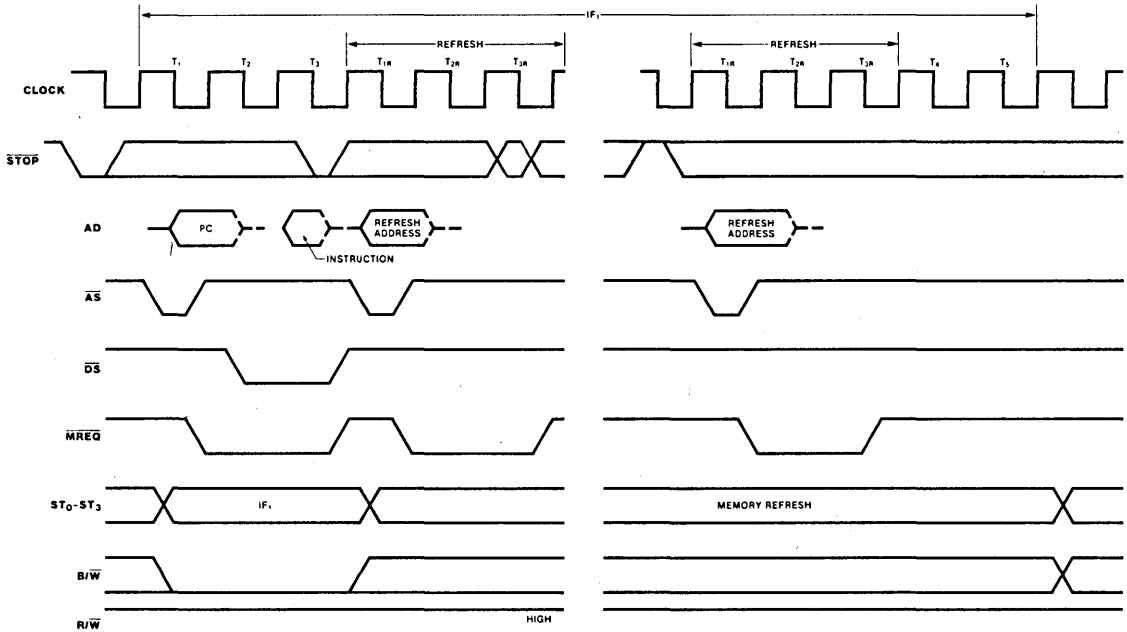 IF₁
REFRESH REFRESH
T₁ T₂ T₃ T₁R T₂R T₃R T₁R T₂R T₃R T₄ T₅
CLOCK
STOP
AD PC REFRESH ADDRESS REFRESH ADDRESS
INSTRUCTION
AS
DS
MREQ
ST₀-ST₃ IF₁ MEMORY REFRESH
B/W
R/W HIGH